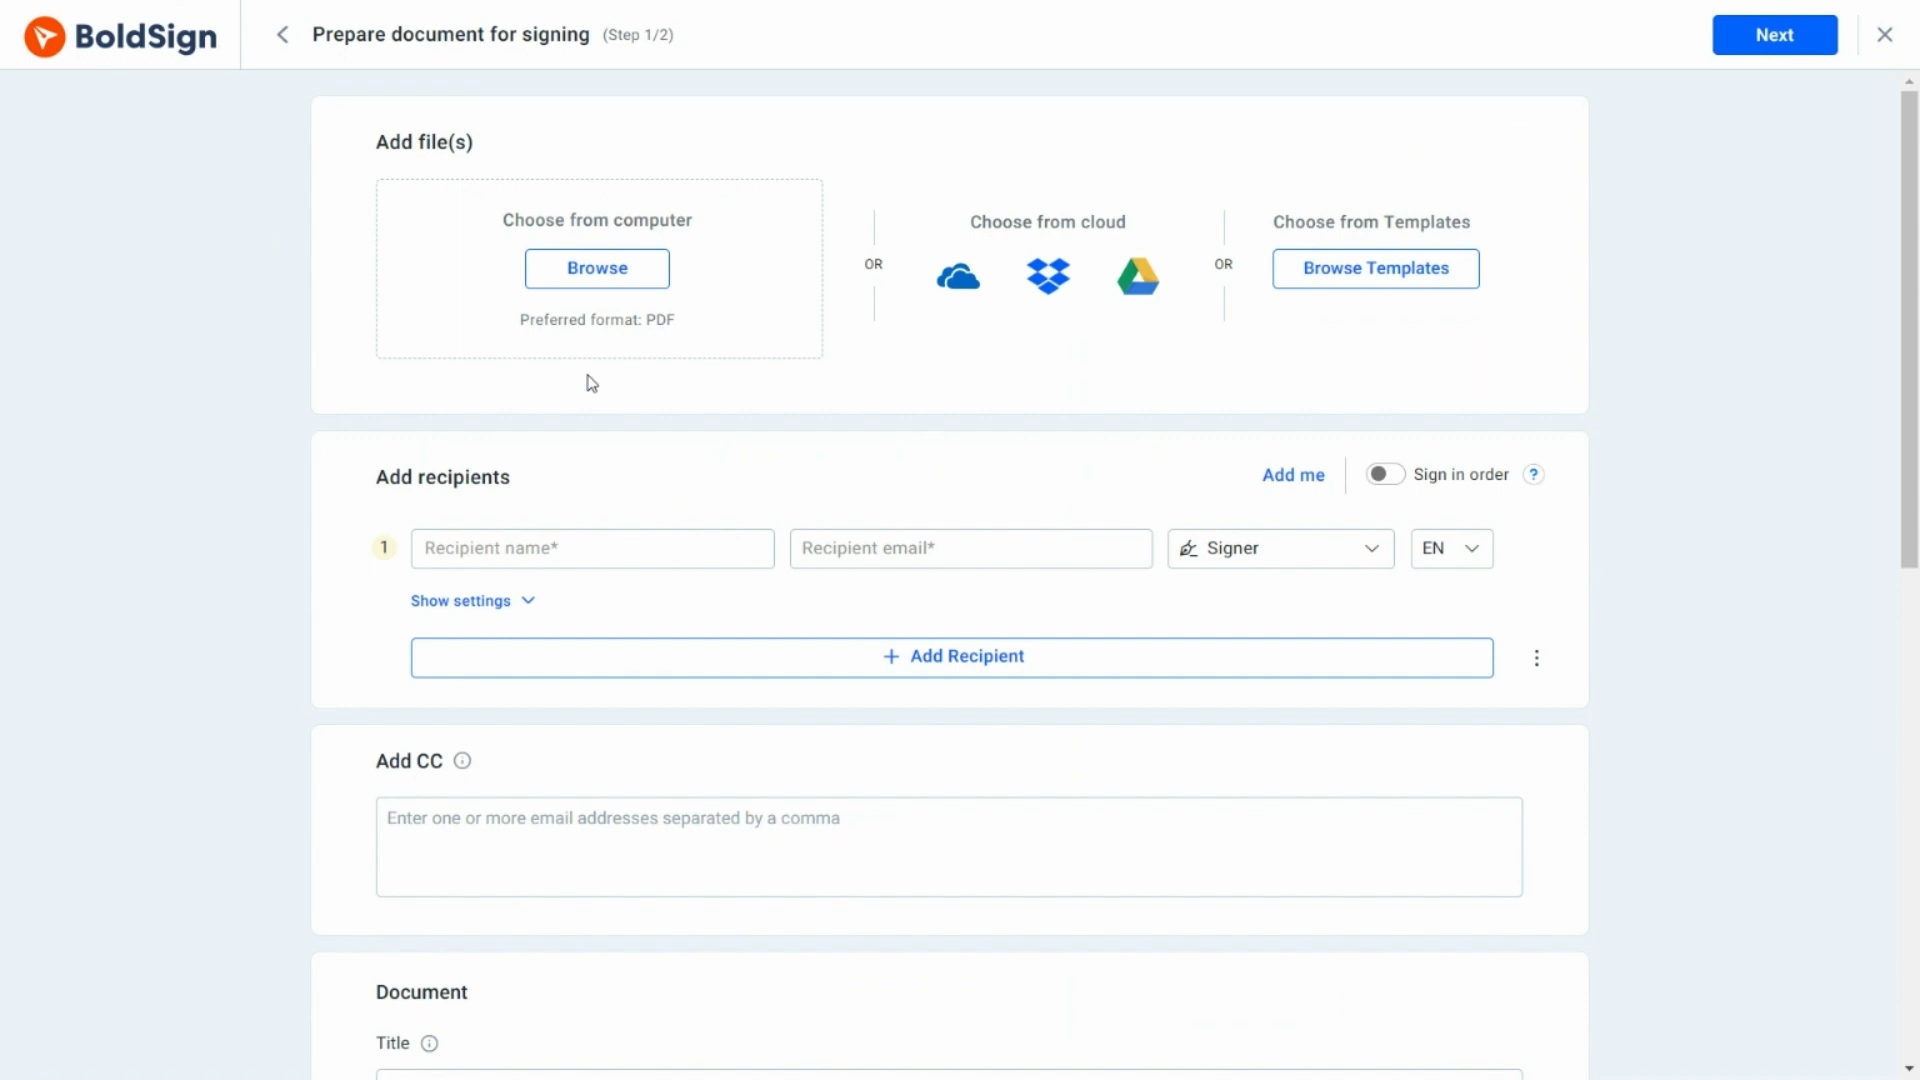 BoldSign
Prepare document for signing (Step 1/2)
Next
Add file(s)
Choose from computer
Browse
Preferred format: PDF
OR
Choose from cloud
OR
Choose from Templates
Browse Templates
Add recipients
Add me
Sign in order ?
1 Recipient name* Recipient email* Signer EN
Show settings
+ Add Recipient
Add CC
Enter one or more email addresses separated by a comma
Document
Title